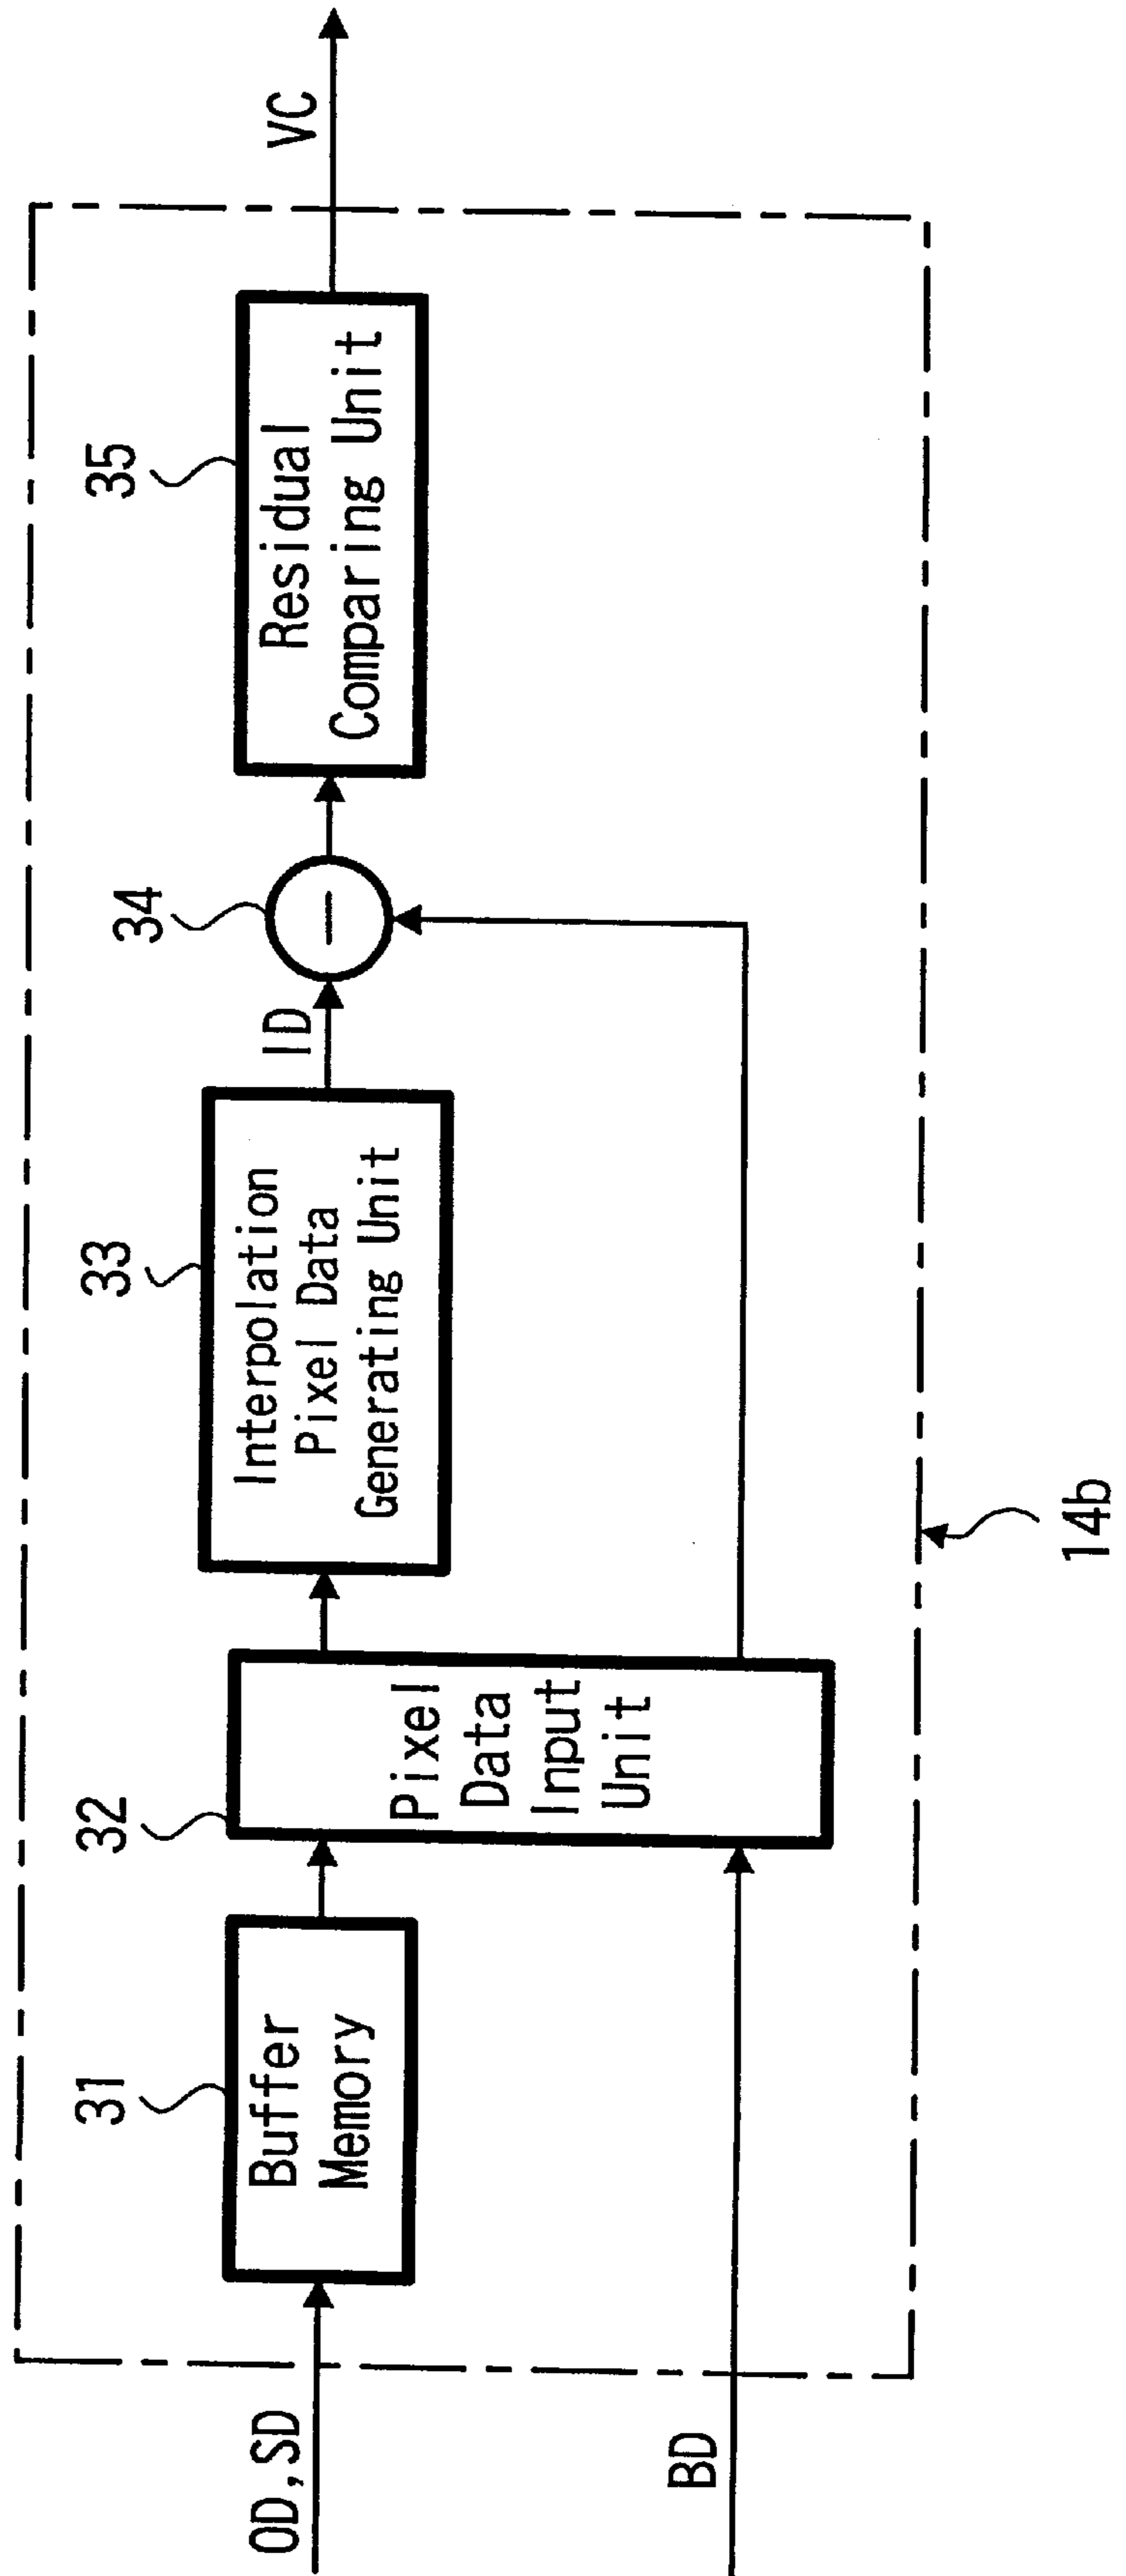 OD,SD
BD
31
Buffer
Memory
32
Pixel
Data
Input
Unit
33
Interpolation
Pixel Data
Generating Unit
ID
34
−
35
Residual
Comparing Unit
VC
14b